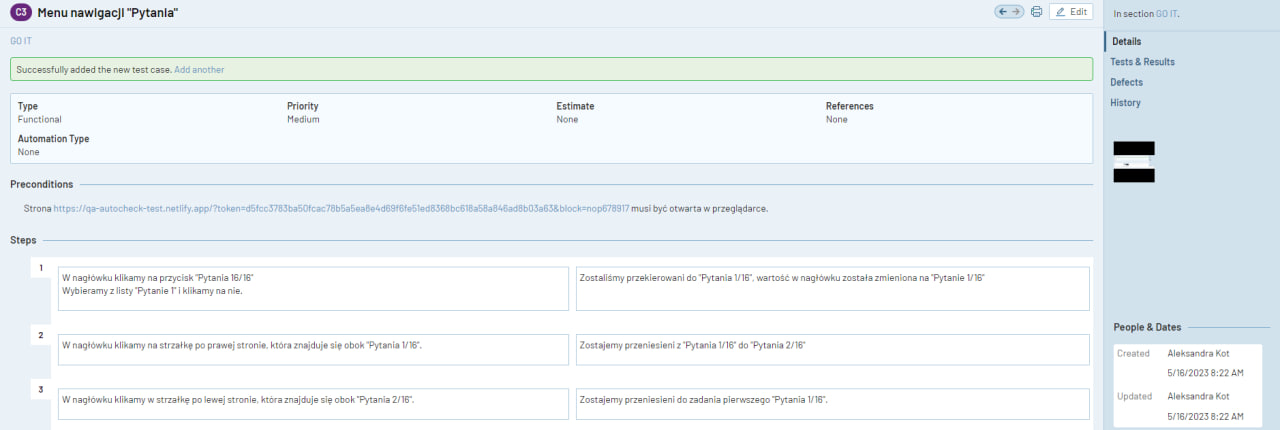 C3 Menu nawigacji "Pytania"
Edit
GO IT
Successfully added the new test case. Add another
Type Priority Estimate References
Functional Medium None None
Automation Type
None
Preconditions
Strona https://qa-autocheck-test.netlify.app/?token=d5fcc3783ba50fcac78b5a5ea8e4d69f6fe51ed8368bc618a58a846ad8b03a63&block=nop678917 musi być otwarta w przeglądarce.
Steps
1
W nagłówku klikamy na przycisk "Pytania 16/16"
Wybieramy z listy "Pytanie 1" i klikamy na nie.
Zostaliśmy przekierowani do "Pytania 1/16", wartość w nagłówku została zmieniona na "Pytanie 1/16"
2
W nagłówku klikamy na strzałkę po prawej stronie, która znajduje się obok "Pytania 1/16".
Zostajemy przeniesieni z "Pytania 1/16" do "Pytania 2/16"
3
W nagłówku klikamy w strzałkę po lewej stronie, która znajduje się obok "Pytania 2/16".
Zostajemy przeniesieni do zadania pierwszego "Pytania 1/16".
In section GO IT.
Details
Tests & Results
Defects
History
People & Dates
Created Aleksandra Kot
5/16/2023 8:22 AM
Updated Aleksandra Kot
5/16/2023 8:22 AM